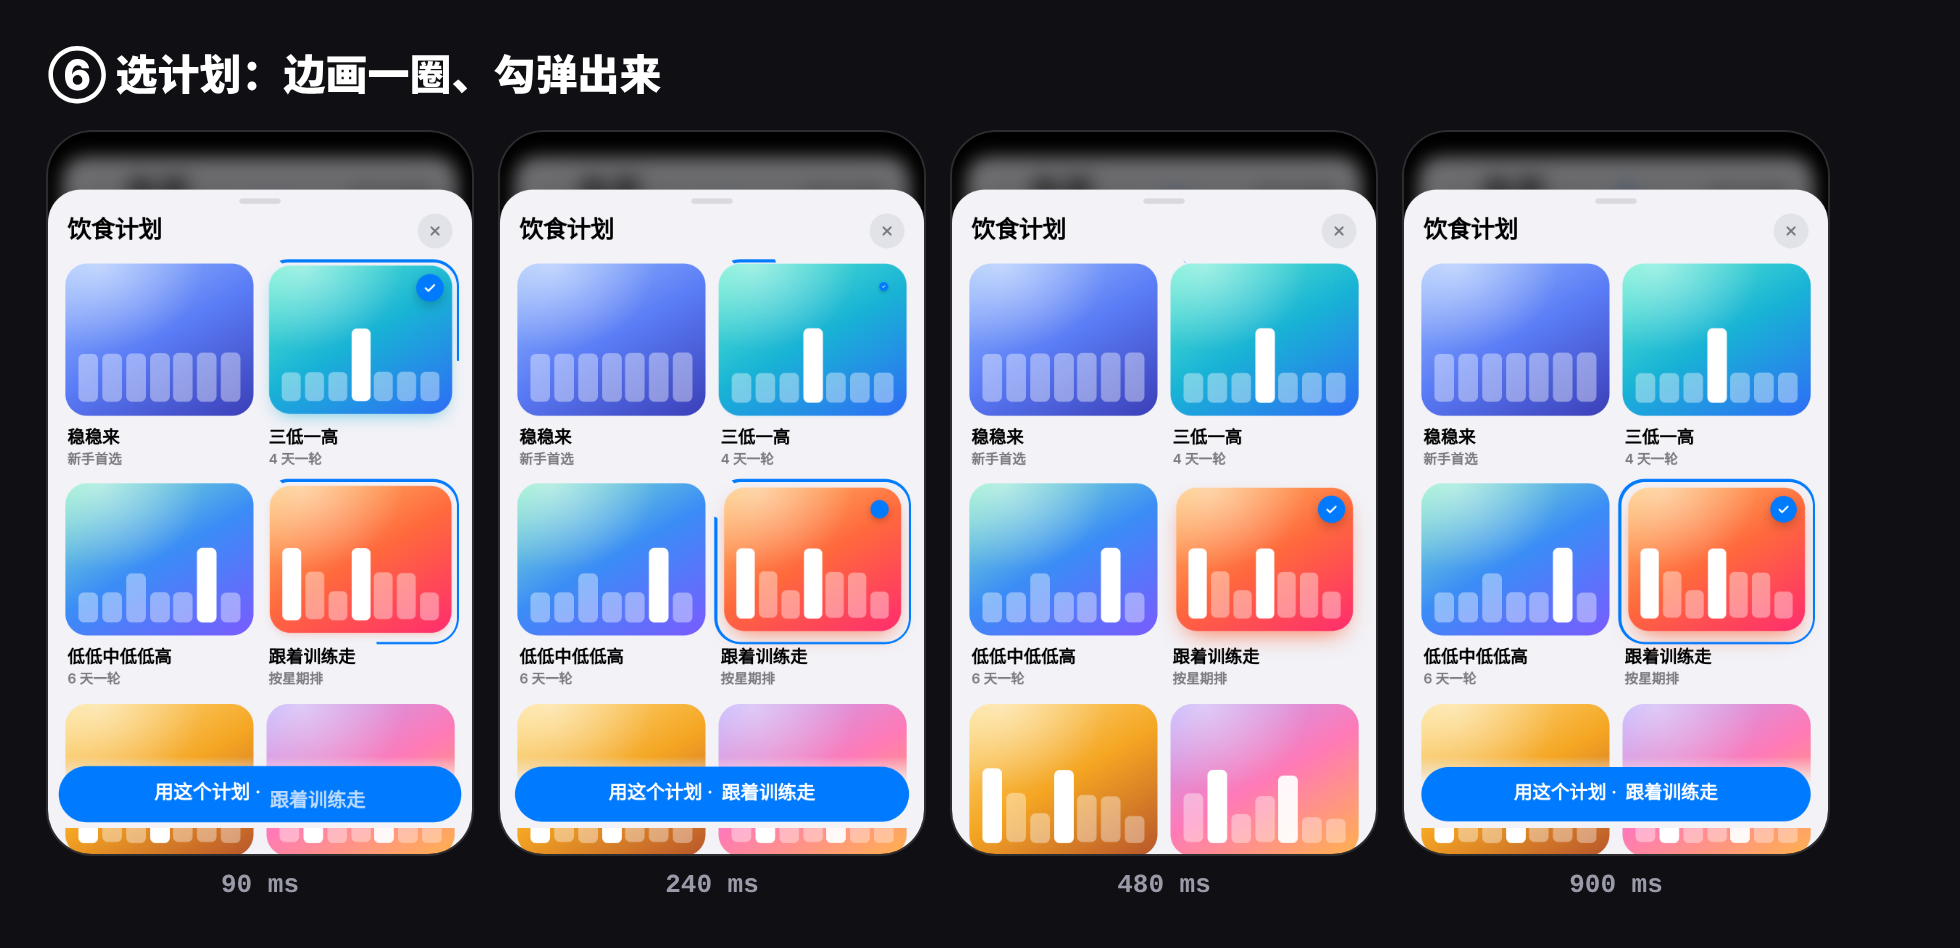 ⑥ 选计划：边画一圈、勾弹出来
饮食计划
稳稳来
新手首选
三低一高
4 天一轮
低低中低低高
6 天一轮
跟着训练走
按星期排
用这个计划 · 跟着训练走
90 ms
饮食计划
稳稳来
新手首选
三低一高
4 天一轮
低低中低低高
6 天一轮
跟着训练走
按星期排
用这个计划 · 跟着训练走
240 ms
饮食计划
稳稳来
新手首选
三低一高
4 天一轮
低低中低低高
6 天一轮
跟着训练走
按星期排
480 ms
饮食计划
稳稳来
新手首选
三低一高
4 天一轮
低低中低低高
6 天一轮
跟着训练走
按星期排
用这个计划 · 跟着训练走
900 ms